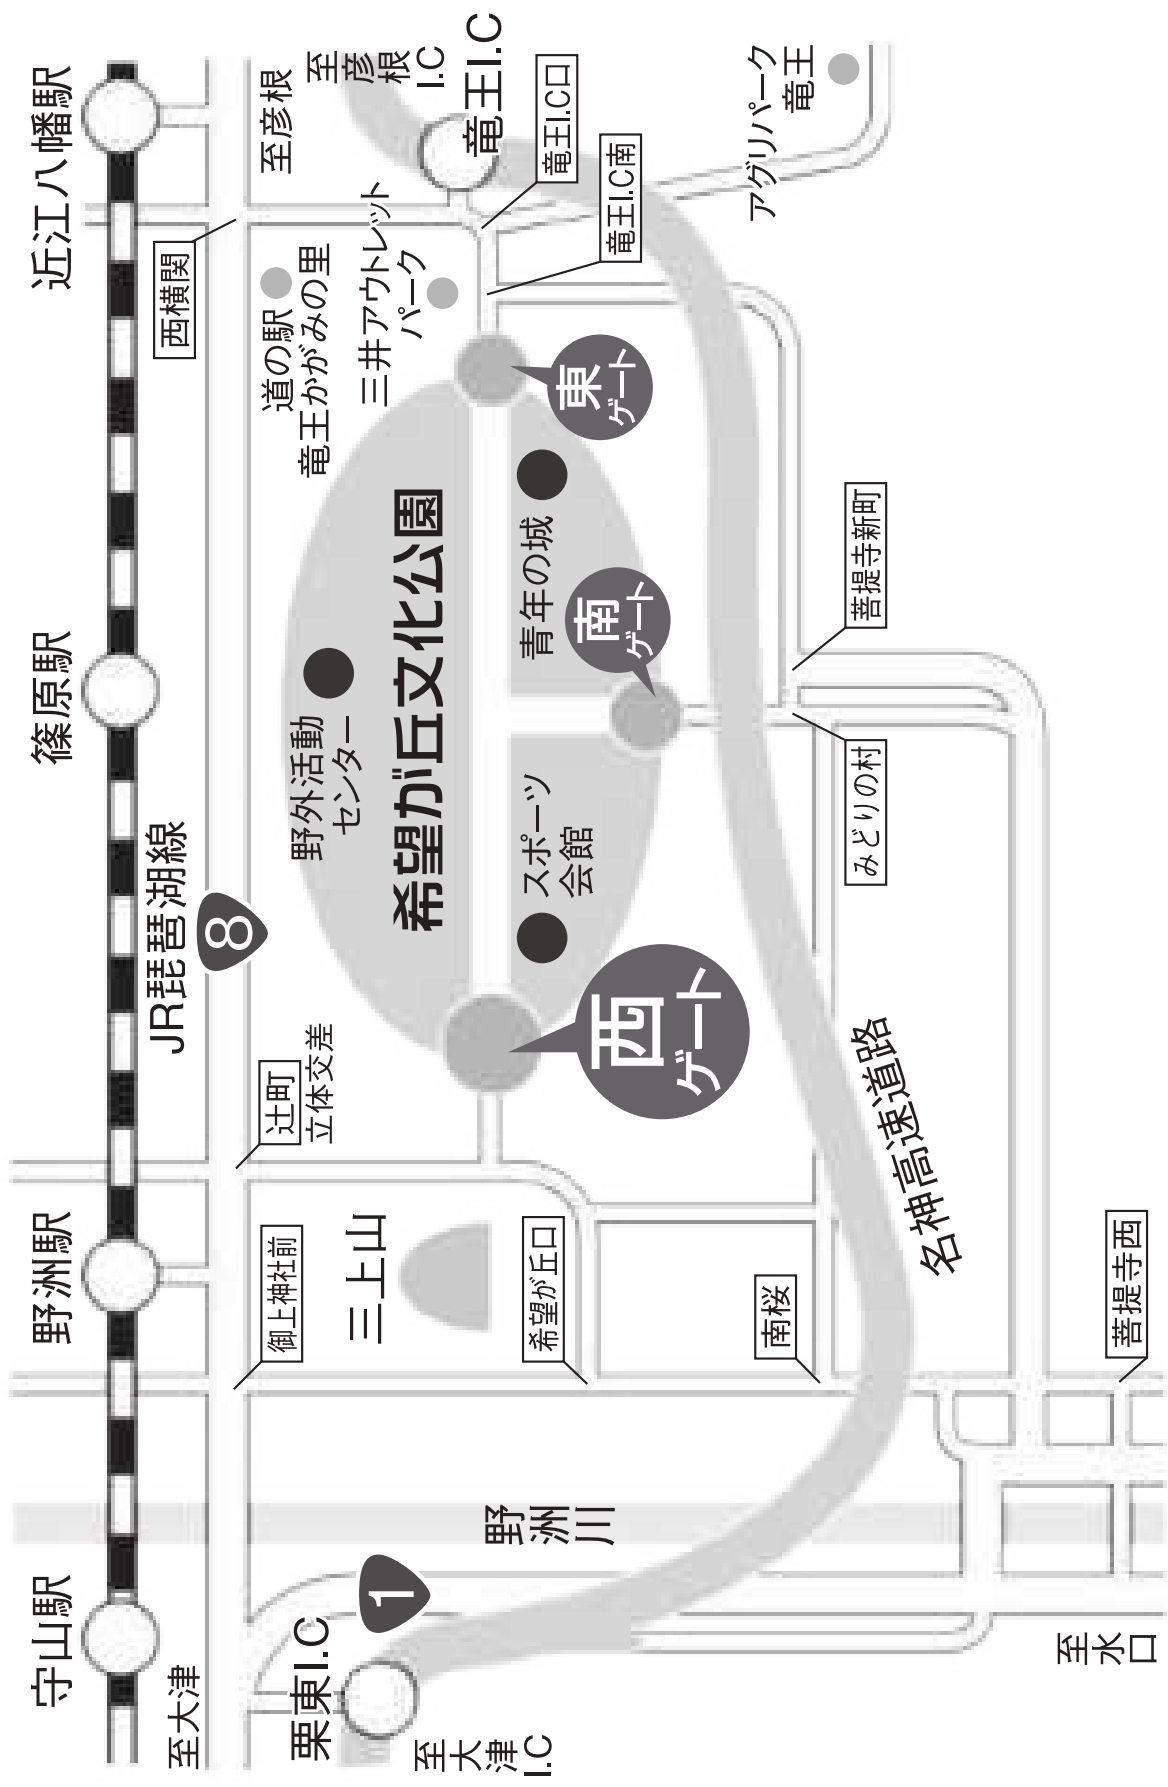 守山駅
野洲駅
篠原駅
近江八幡駅
JR琵琶湖線
8
至大津
西横関
至彦根
辻町
立体交差
御上神社前
道の駅
竜王かがみの里
至彦根
I.C
竜王I.C
三井アウトレット
パーク
竜王I.C口
竜王I.C南
アグリパーク
竜王
野外活動
センター
希望が丘文化公園
青年の城
スポーツ
会館
東
ゲート
南
ゲート
西
ゲート
三上山
希望が丘口
南桜
菩提寺新町
みどりの村
名神高速道路
菩提寺西
野洲川
1
栗東I.C
至大津
I.C
至水口